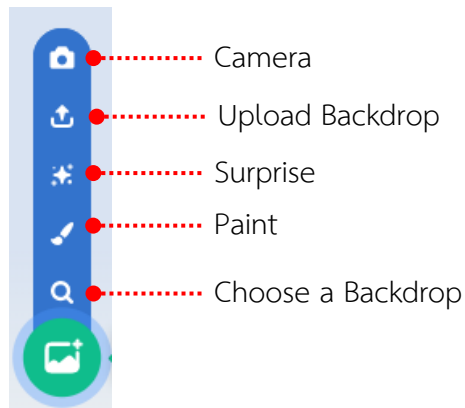 Camera
Upload Backdrop
Surprise
Paint
Choose a Backdrop